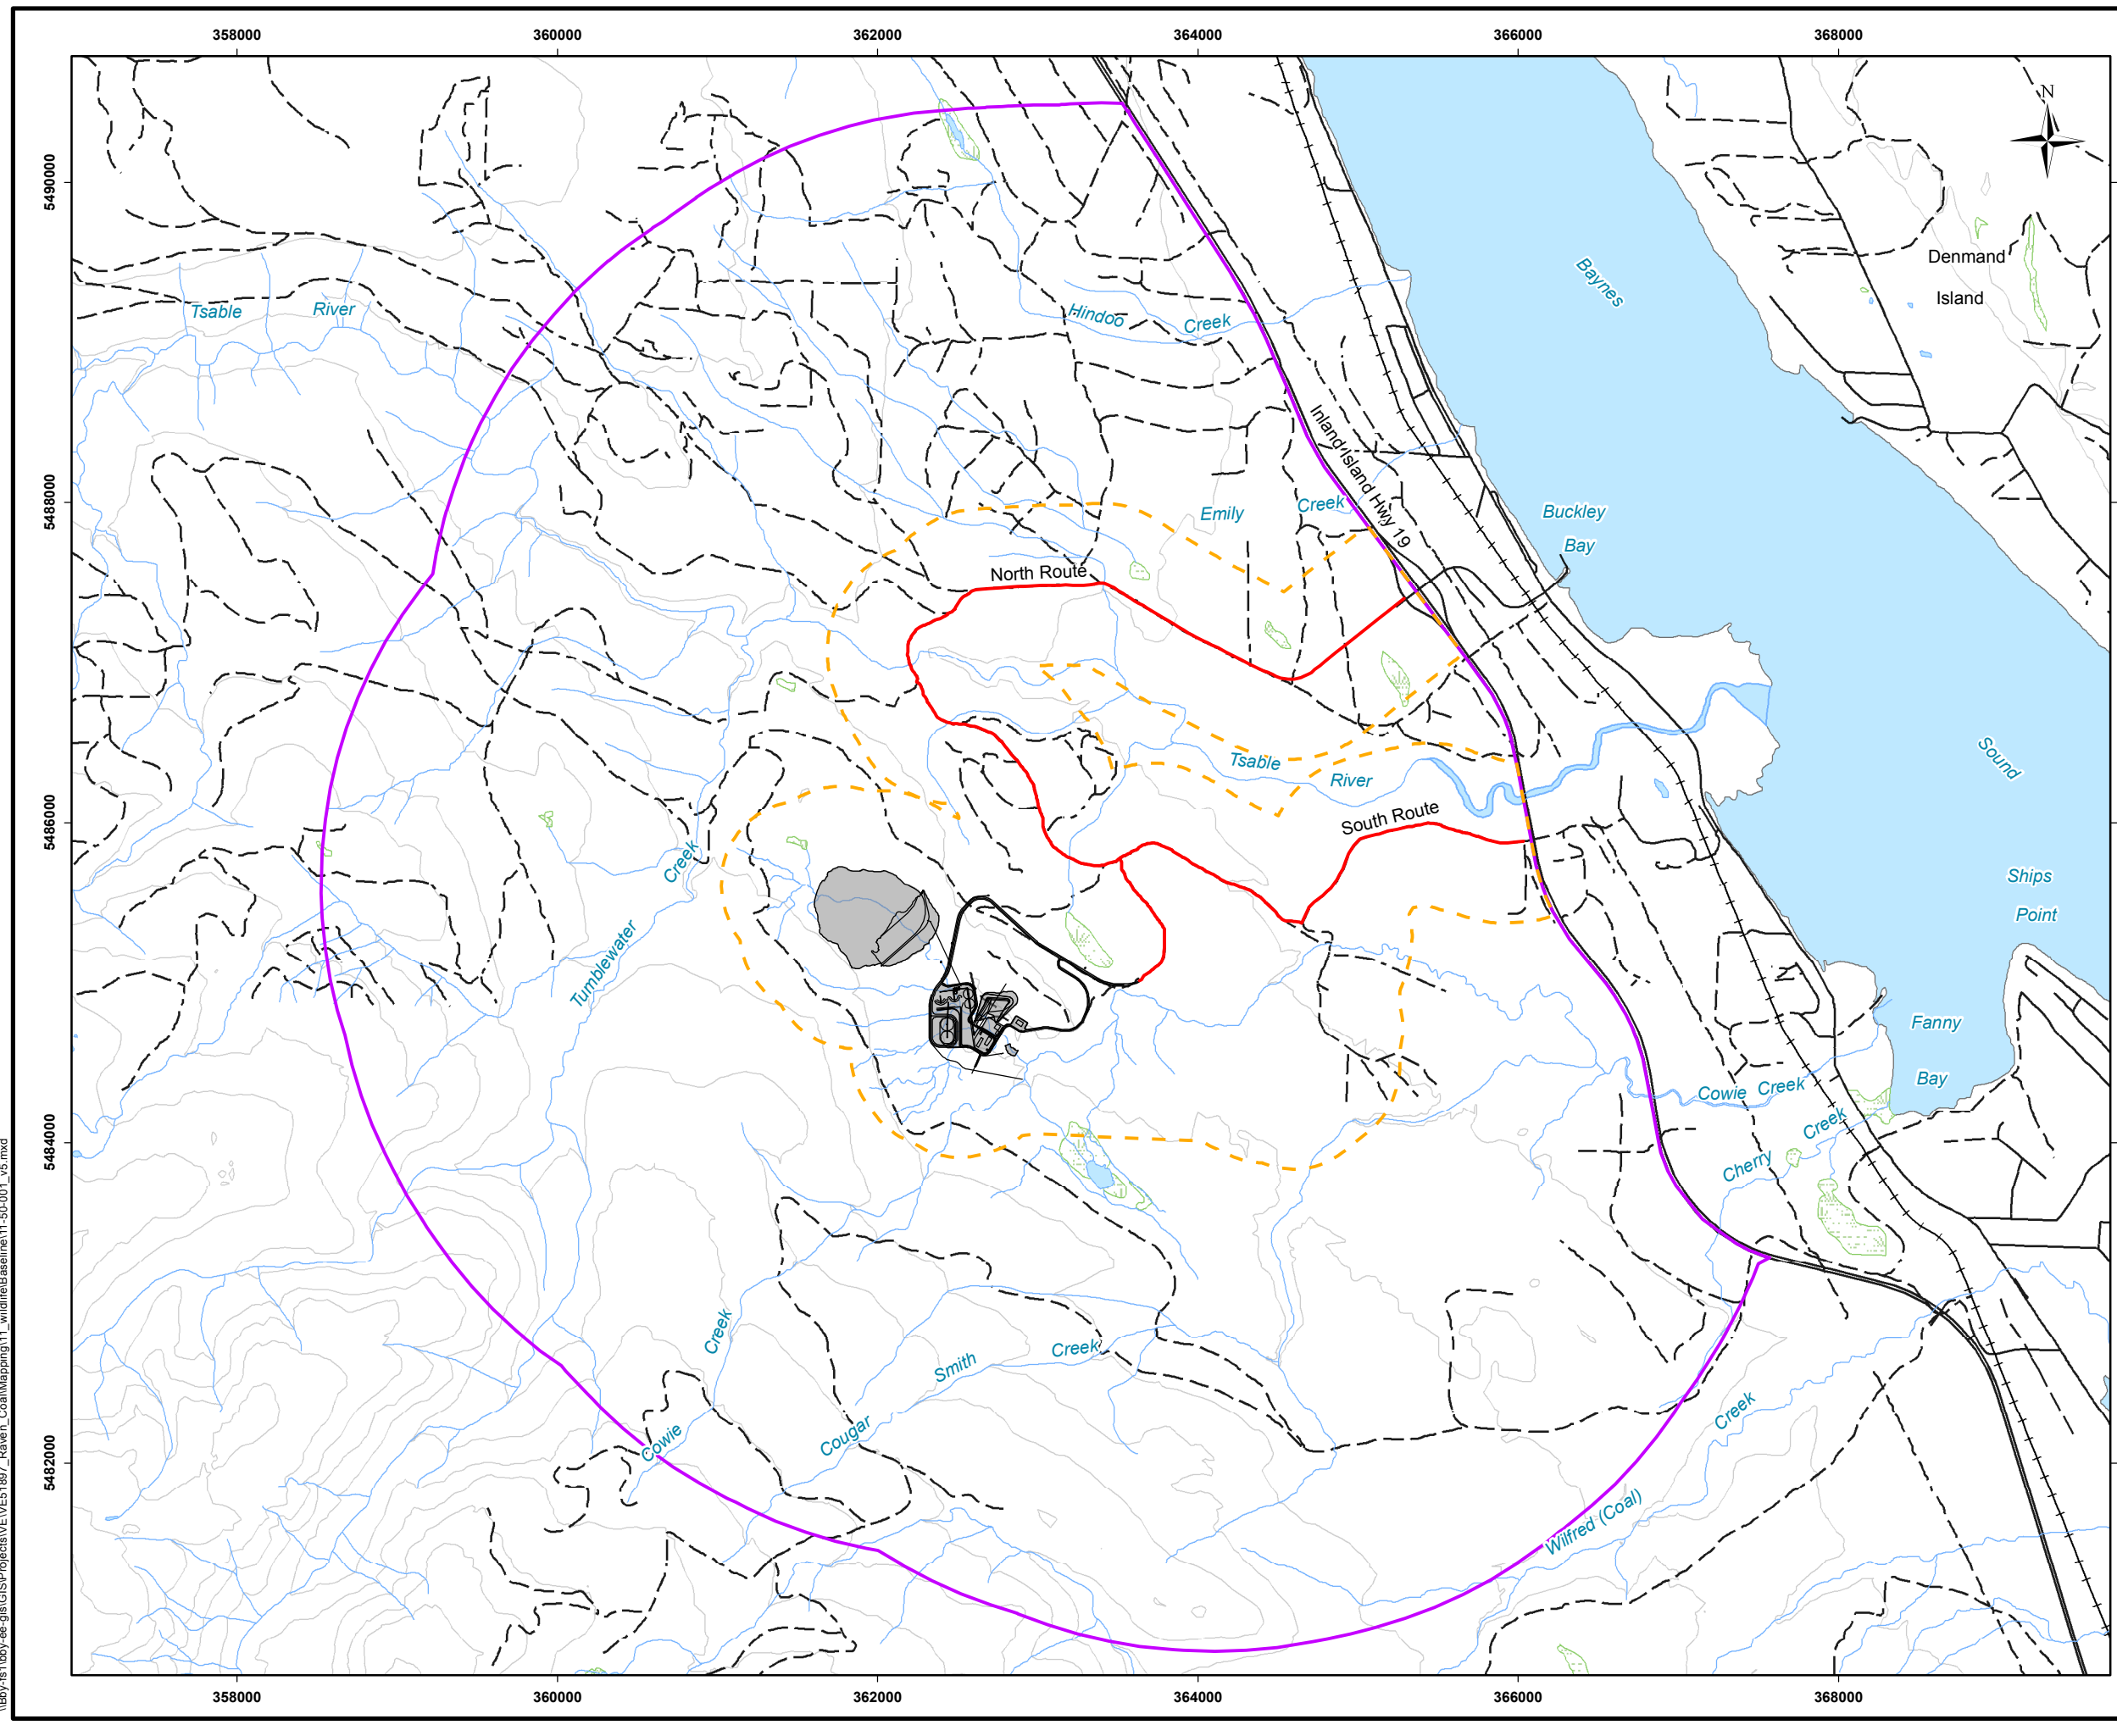 358000 360000 362000 364000 366000 368000
N
5490000
Denmand
Island
Baynes
Tsable River
Hindoo Creek
Inland Island Hwy 19
5488000
Emily Creek
Buckley
Bay
North Route
Tsable River
Sound
5486000
South Route
Creek
Tumblewater
Ships
Point
Fanny
Bay
Cowie Creek
5484000
Creek
Cherry
Creek
Smith Creek
Cougar
Cowie
Creek
5482000
Wilfred (Coal)
358000 360000 362000 364000 366000 368000